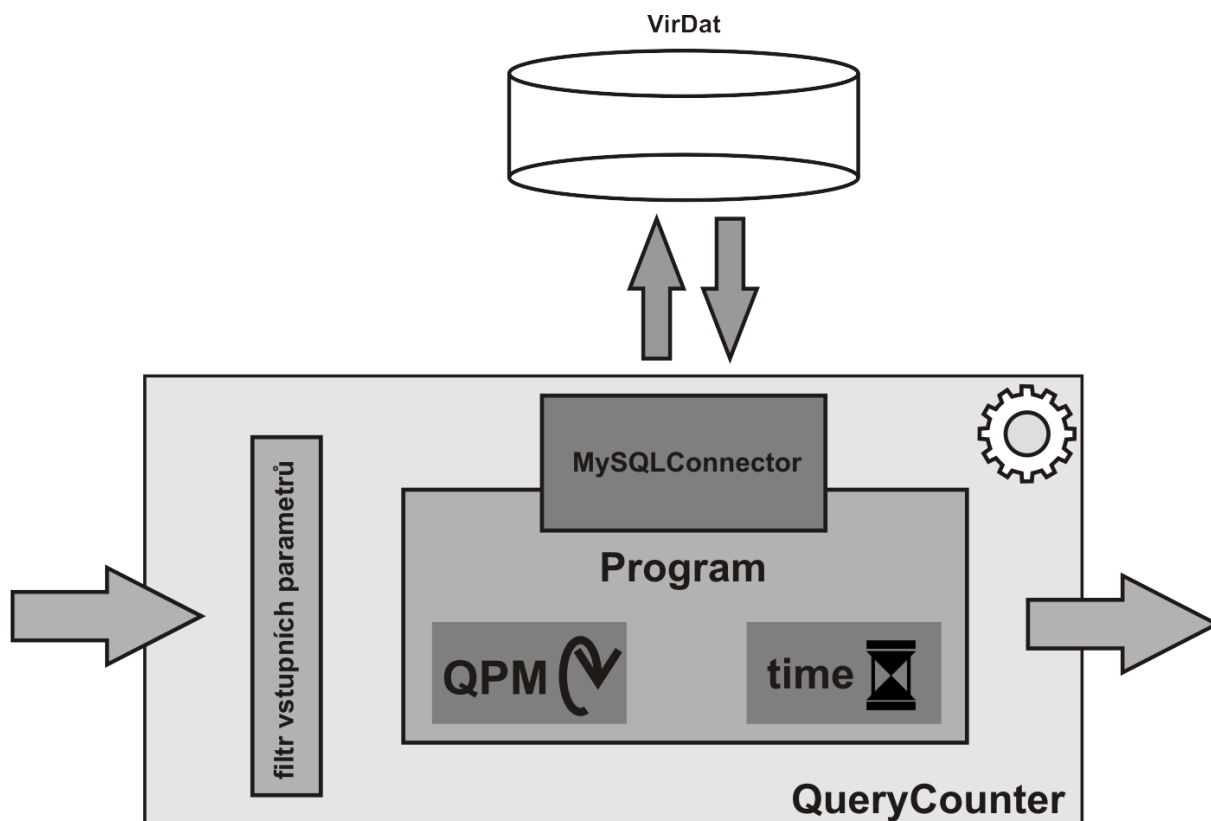 VirDat
MySQLConnector
filtr vstupních parametrů
Program
QPM
time
QueryCounter